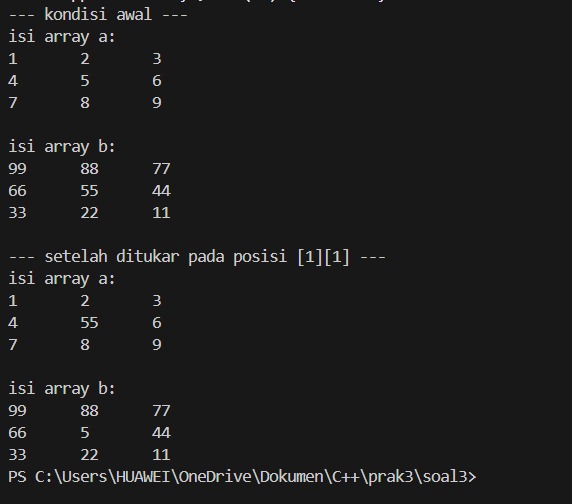 --- kondisi awal ---
isi array a:
1 2 3
4 5 6
7 8 9
isi array b:
99 88 77
66 55 44
33 22 11
--- setelah ditukar pada posisi [1][1] ---
isi array a:
1 2 3
4 55 6
7 8 9
isi array b:
99 88 77
66 5 44
33 22 11
PS C:\Users\HUAWEI\OneDrive\Dokumen\C++\prak3\soal3>